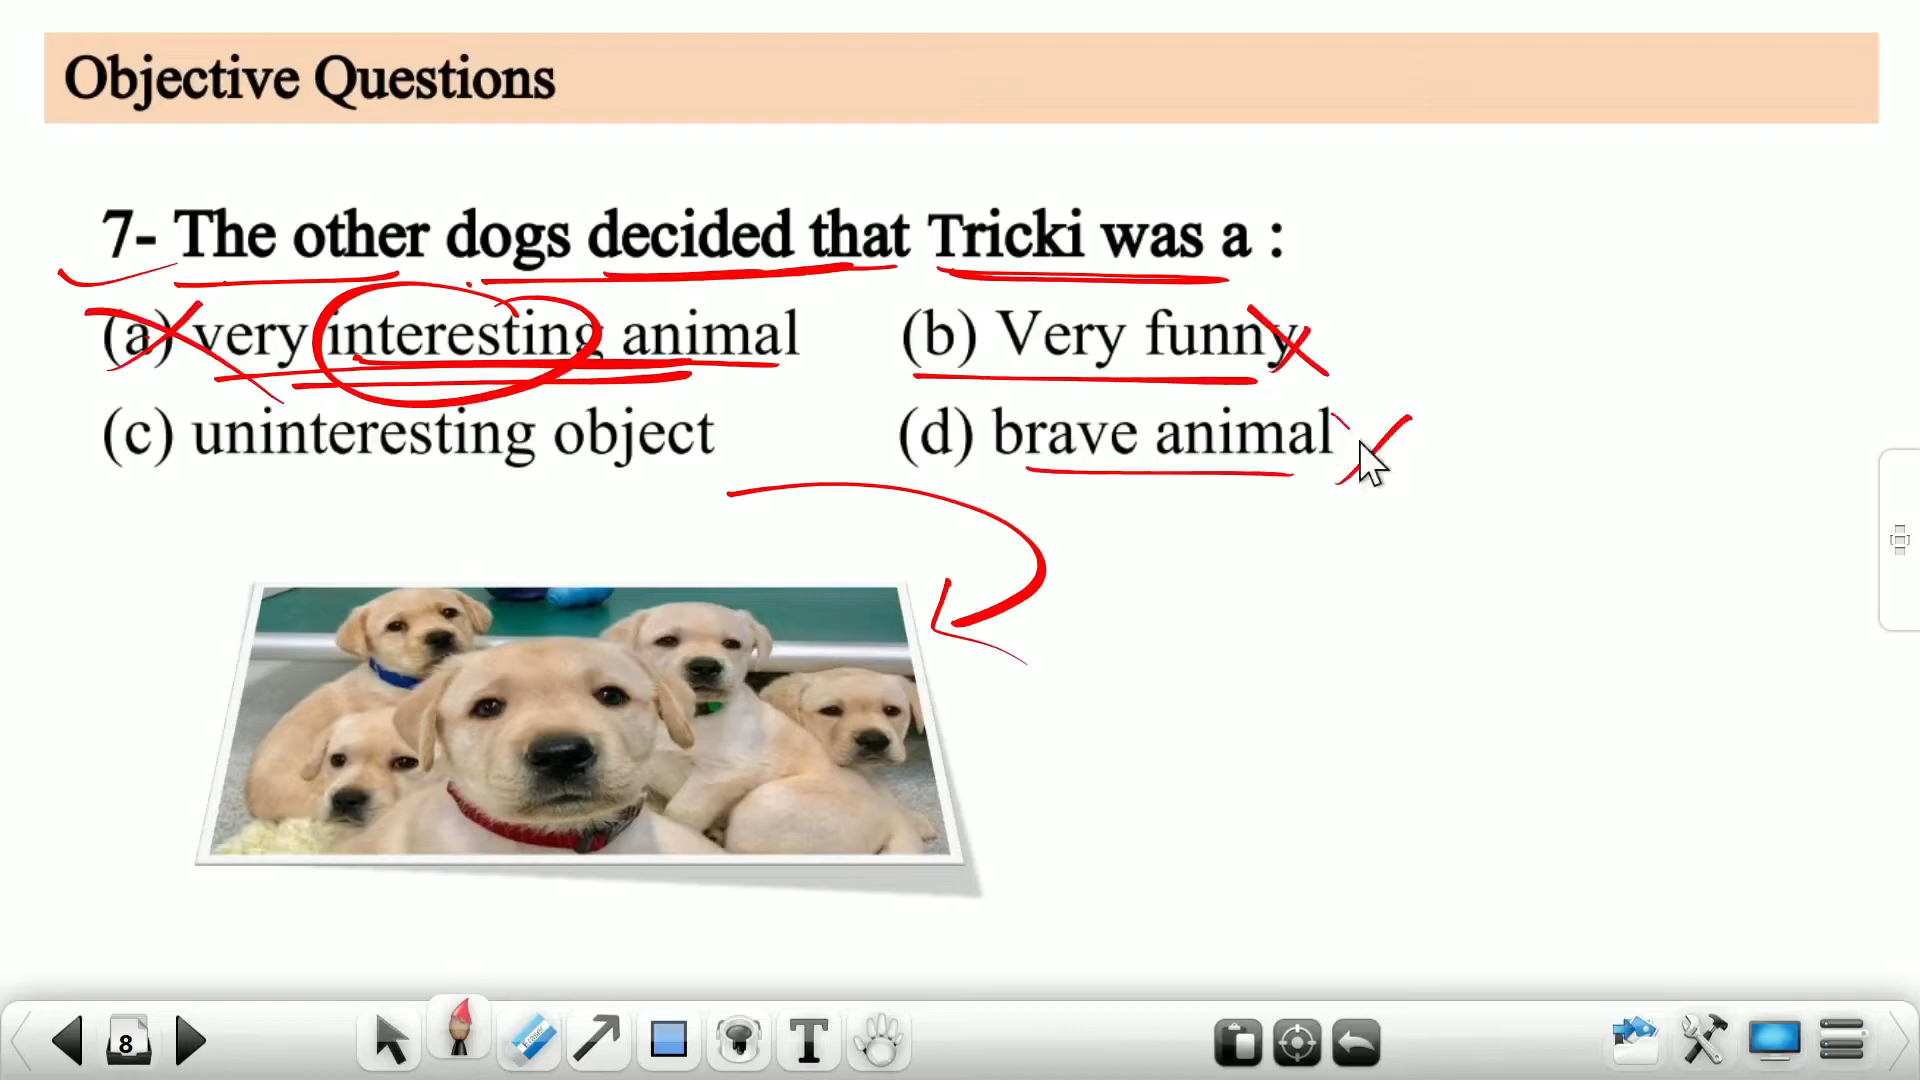 Objective Questions
7- The other dogs decided that Tricki was a :
(a) very interesting animal (b) Very funny
(c) uninteresting object (d) brave animal
8
Eraser
T